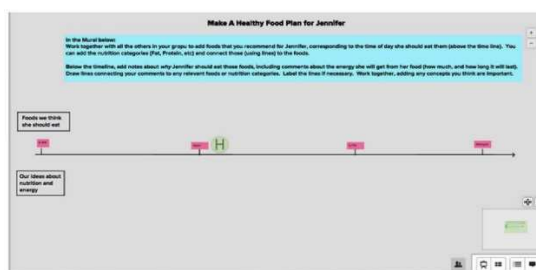 Make A Healthy Food Plan for Jennifer
In the Mural below:
Work together with all the others in your grupu to add foods that you recommend for Jennifer, corresponding to the time of day she should eat them (above the time line). You
can add the nutrition categories (Fat, Protein, etc) and connect those (using lines) to the foods.
Below the timeline, add notes about why Jennifer should eat those foods, including comments about the energy she will get from her food (how much, and how long it will last).
Draw lines connecting your comments to any relevant foods or nutrition categories. Label the lines if necessary. Work together, adding any concepts you think are important.
Foods we think
she should eat
H
Our ideas about
nutrition and
energy